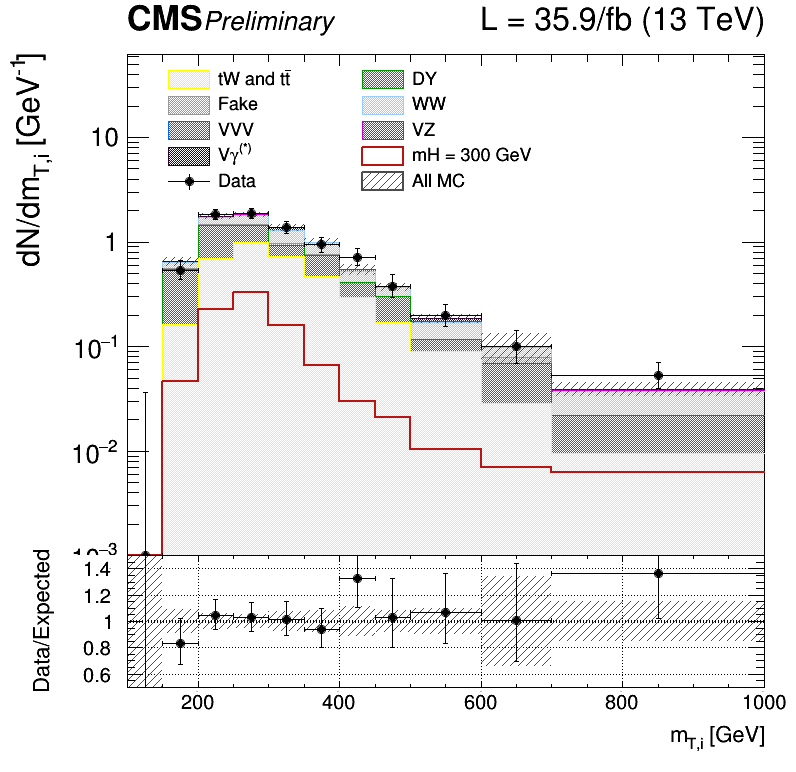 CMS Preliminary L = 35.9/fb (13 TeV)
dN/dm_T,i [GeV⁻¹]
tW and tt̄
DY
Fake
WW
VVV
VZ
Vγ(*)
mH = 300 GeV
Data
All MC
10
1
10⁻¹
10⁻²
10⁻³
Data/Expected
1.4
1.2
1
0.8
0.6
200 400 600 800 1000
m_T,i [GeV]